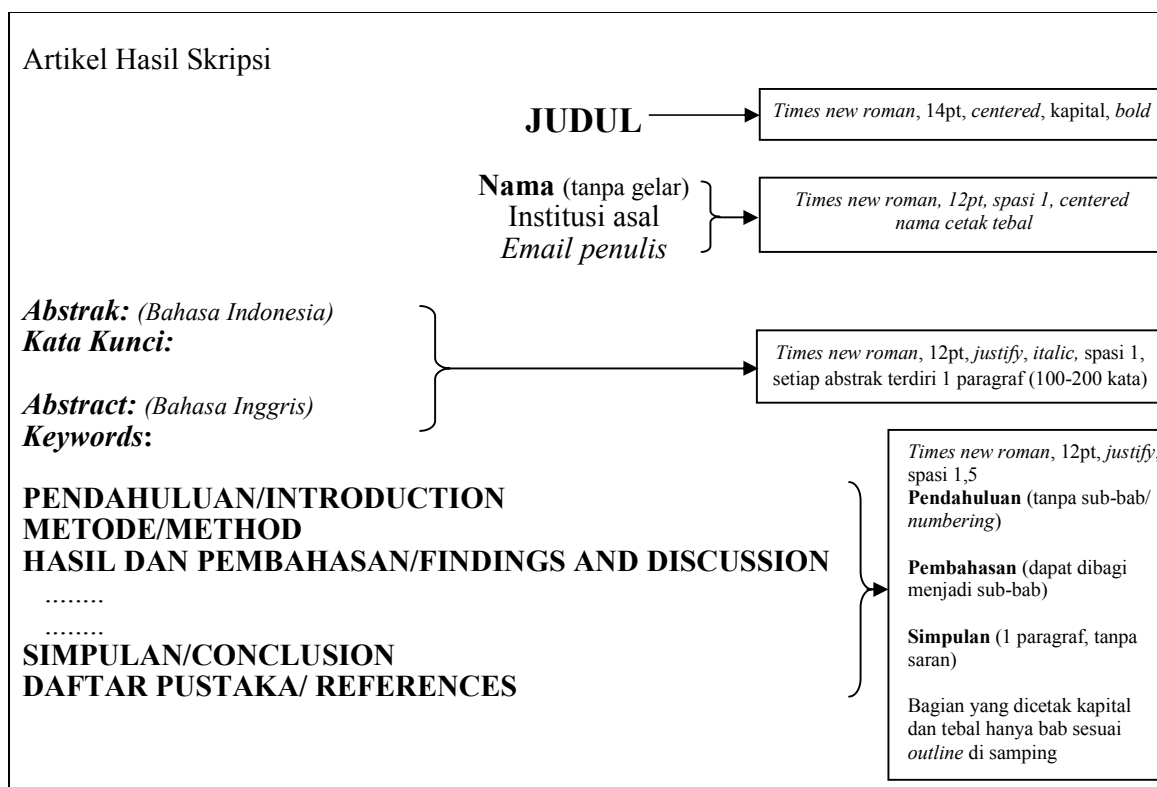 Artikel Hasil Skripsi
JUDUL
Times new roman, 14pt, centered, kapital, bold
Nama (tanpa gelar)
Institusi asal
Email penulis
Times new roman, 12pt, spasi 1, centered
nama cetak tebal
Abstrak: (Bahasa Indonesia)
Kata Kunci:
Abstract: (Bahasa Inggris)
Keywords:
Times new roman, 12pt, justify, italic, spasi 1,
setiap abstrak terdiri 1 paragraf (100-200 kata)
PENDAHULUAN/INTRODUCTION
METODE/METHOD
HASIL DAN PEMBAHASAN/FINDINGS AND DISCUSSION
........
........
SIMPULAN/CONCLUSION
DAFTAR PUSTAKA/ REFERENCES
Times new roman, 12pt, justify,
spasi 1,5
Pendahuluan (tanpa sub-bab/
numbering)
Pembahasan (dapat dibagi
menjadi sub-bab)
Simpulan (1 paragraf, tanpa
saran)
Bagian yang dicetak kapital
dan tebal hanya bab sesuai
outline di samping